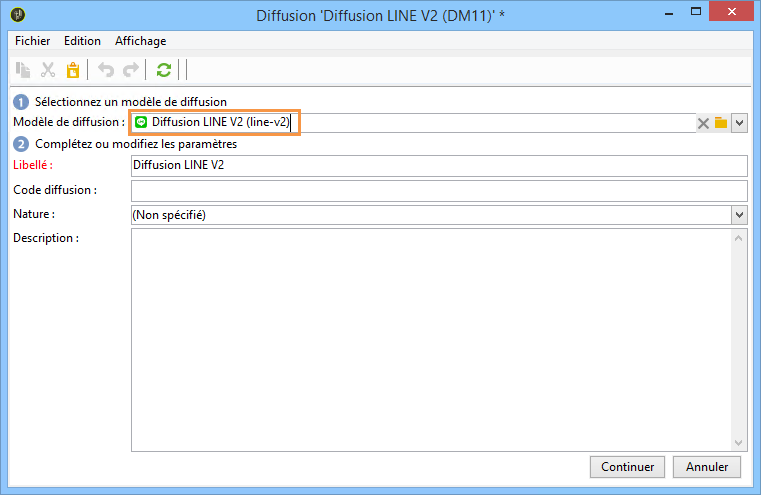 Diffusion 'Diffusion LINE V2 (DM11)' *
Fichier Edition Affichage
1 Sélectionnez un modèle de diffusion
Modèle de diffusion : Diffusion LINE V2 (line-v2)
2 Complétez ou modifiez les paramètres
Libellé : Diffusion LINE V2
Code diffusion :
Nature : (Non spécifié)
Description :
Continuer Annuler